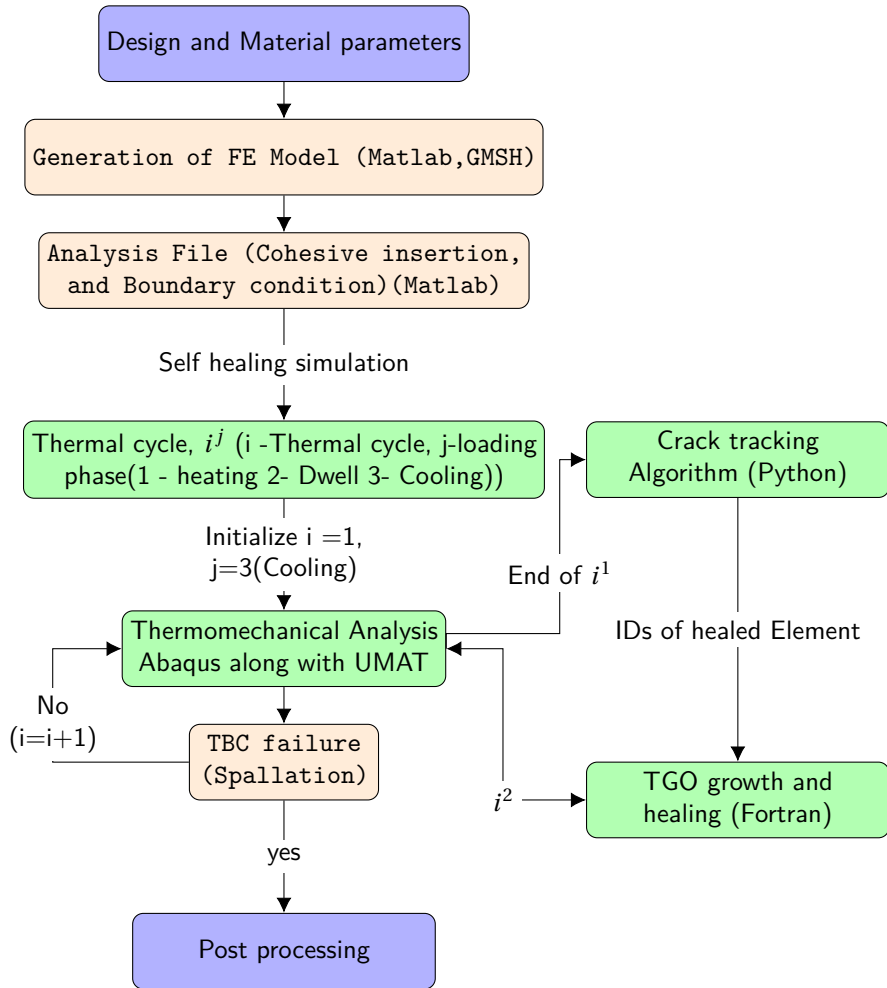 Design and Material parameters
Generation of FE Model (Matlab,GMSH)
Analysis File (Cohesive insertion,
and Boundary condition)(Matlab)
Self healing simulation
Thermal cycle, i^j (i -Thermal cycle, j-loading
phase(1 - heating 2- Dwell 3- Cooling))
Crack tracking
Algorithm (Python)
Initialize i =1,
j=3(Cooling)
End of i^1
IDs of healed Element
Thermomechanical Analysis
Abaqus along with UMAT
No
(i=i+1)
TBC failure
(Spallation)
i^2
TGO growth and
healing (Fortran)
yes
Post processing